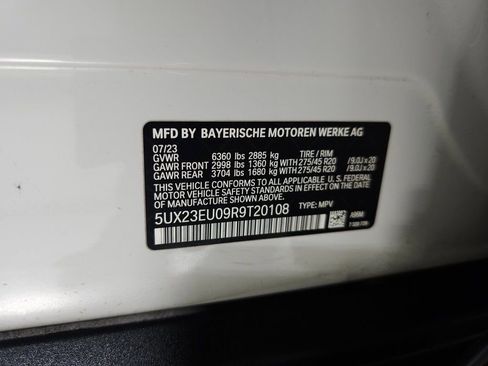 MFD BY BAYERISCHE MOTOREN WERKE AG
07/23
GVWR 6360 lbs 2885 kg TIRE / RIM
GAWR FRONT 2998 lbs 1360 kg WITH 275/45 R20 /9.0J x 20
GAWR REAR 3704 lbs 1680 kg WITH 275/45 R20 /9.0J x 20
THIS VEHICLE CONFORMS TO ALL APPLICABLE U.S. FEDERAL
MOTOR VEHICLE SAFETY STANDARDS IN EFFECT ON THE DATE OF
MANUFACTURE SHOWN ABOVE.
5UX23EU09R9T20108 TYPE: MPV